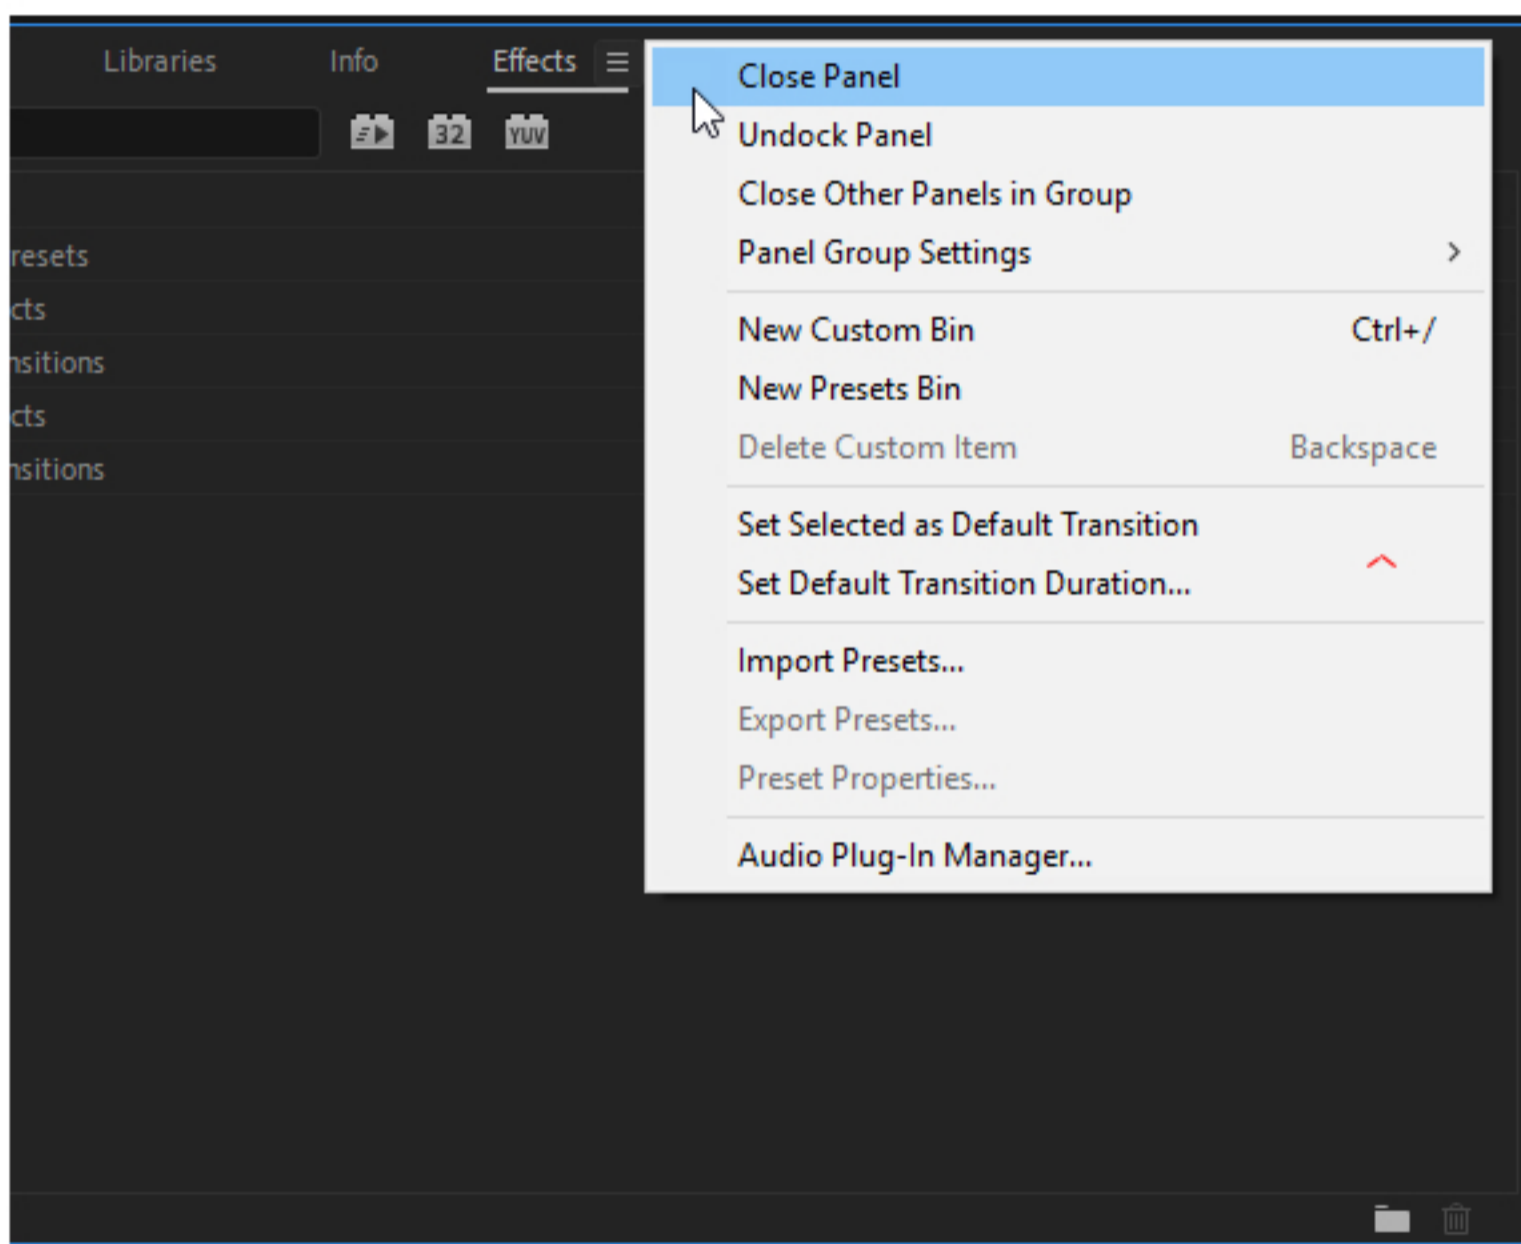 Libraries Info Effects
32 YUV
resets
cts
nsitions
cts
nsitions
Close Panel
Undock Panel
Close Other Panels in Group
Panel Group Settings
New Custom Bin Ctrl+/
New Presets Bin
Delete Custom Item Backspace
Set Selected as Default Transition
Set Default Transition Duration...
Import Presets...
Export Presets...
Preset Properties...
Audio Plug-In Manager...